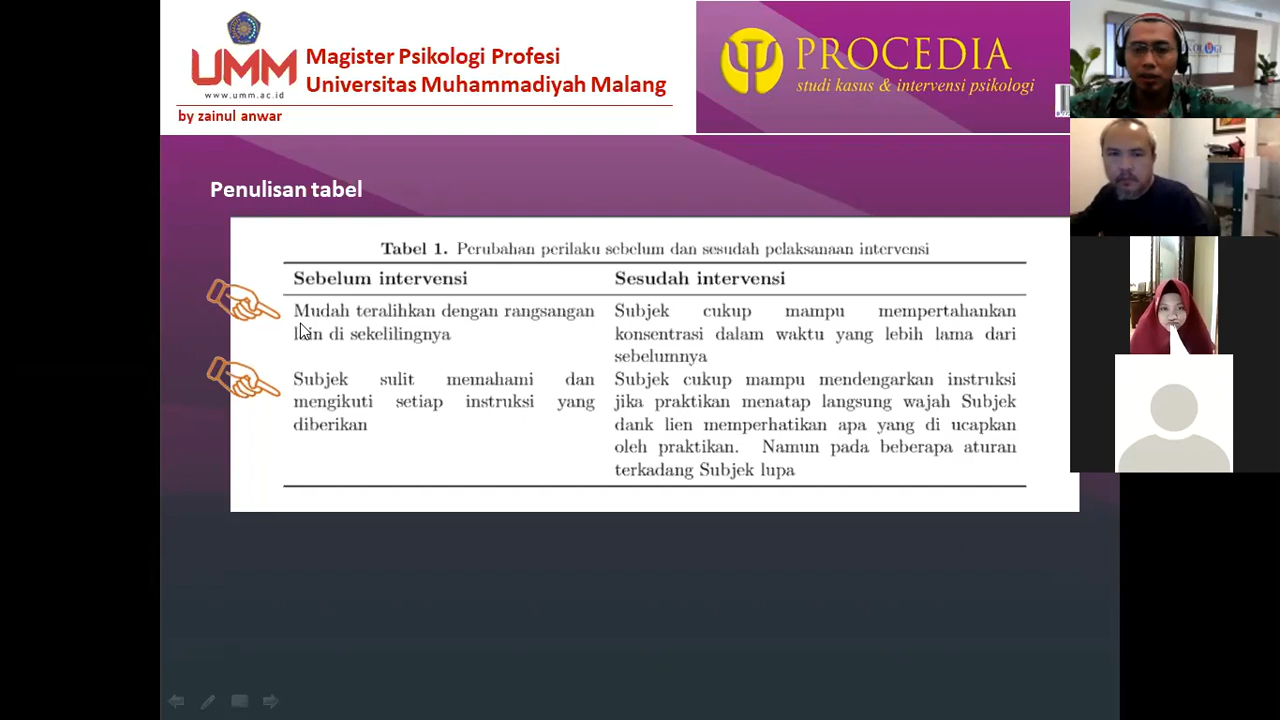 UMM
www.umm.ac.id
Magister Psikologi Profesi
Universitas Muhammadiyah Malang
by zainul anwar
PROCEDIA
studi kasus & intervensi psikologi
Penulisan tabel
Tabel 1. Perubahan perilaku sebelum dan sesudah pelaksanaan intervensi
Sebelum intervensi
Sesudah intervensi
Mudah teralihkan dengan rangsangan
lain di sekelilingnya
Subjek cukup mampu mempertahankan
konsentrasi dalam waktu yang lebih lama dari
sebelumnya
Subjek sulit memahami dan
mengikuti setiap instruksi yang
diberikan
Subjek cukup mampu mendengarkan instruksi
jika praktikan menatap langsung wajah Subjek
dank lien memperhatikan apa yang di ucapkan
oleh praktikan. Namun pada beberapa aturan
terkadang Subjek lupa